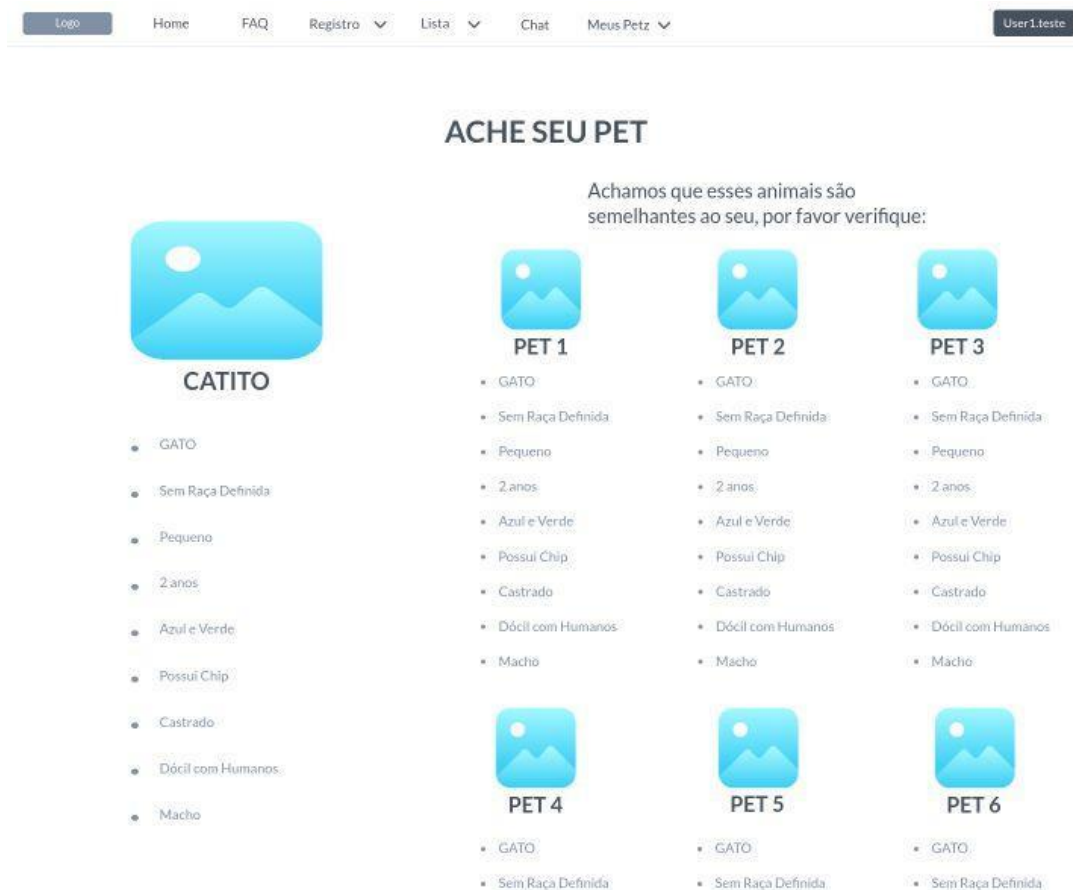 Logo
Home
FAQ
Registro
Lista
Chat
Meus Petz
User1.teste
ACHE SEU PET
Achamos que esses animais são
semelhantes ao seu, por favor verifique:
CATITO
GATO
Sem Raça Definida
Pequeno
2 anos
Azul e Verde
Possui Chip
Castrado
Dócil com Humanos
Macho
PET 1
GATO
Sem Raça Definida
Pequeno
2 anos
Azul e Verde
Possui Chip
Castrado
Dócil com Humanos
Macho
PET 2
GATO
Sem Raça Definida
Pequeno
2 anos
Azul e Verde
Possui Chip
Castrado
Dócil com Humanos
Macho
PET 3
GATO
Sem Raça Definida
Pequeno
2 anos
Azul e Verde
Possui Chip
Castrado
Dócil com Humanos
Macho
PET 4
GATO
Sem Raça Definida
PET 5
GATO
Sem Raça Definida
PET 6
GATO
Sem Raça Definida